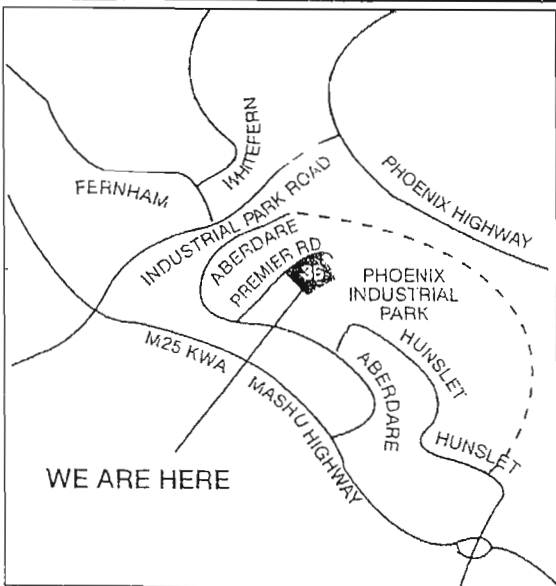 WHITEFERN
FERNHAM
INDUSTRIAL PARK ROAD
PHOENIX HIGHWAY
ABERDARE
PREMIER RD
36
PHOENIX
INDUSTRIAL
PARK
HUNSLET
M25 KWA
MASHU HIGHWAY
ABERDARE
HUNSLET
WE ARE HERE